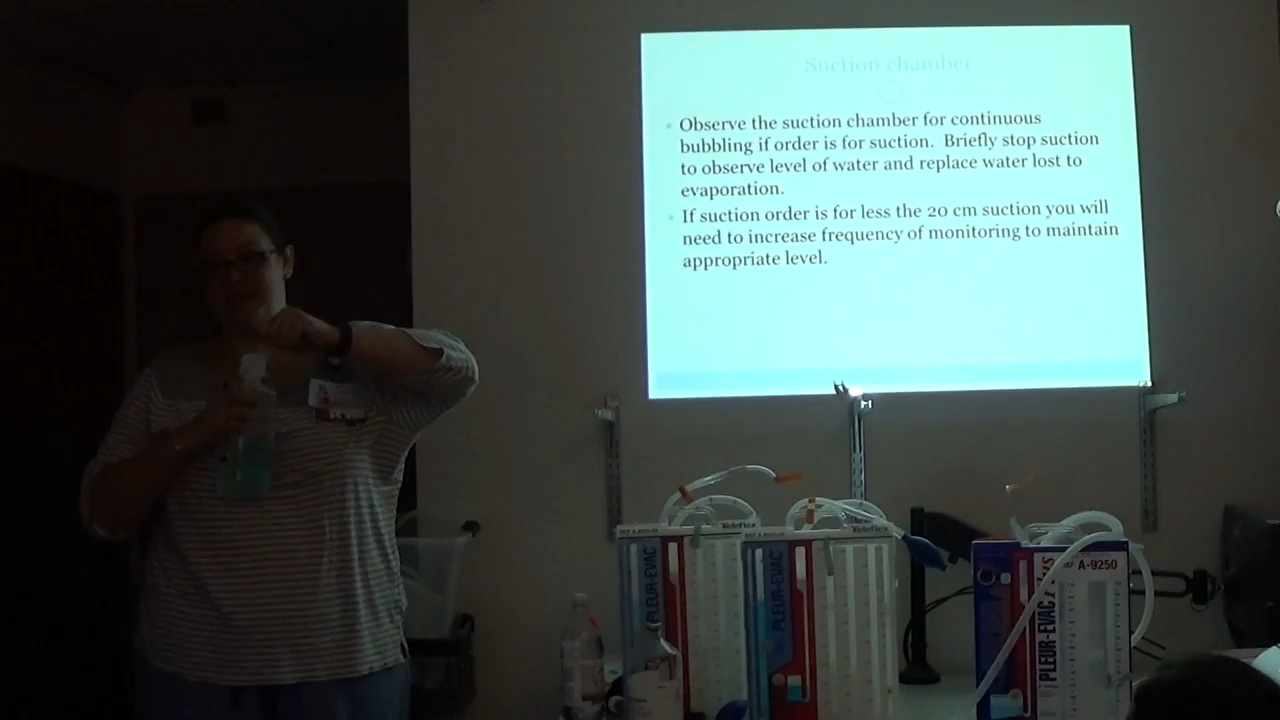 Suction chamber
Observe the suction chamber for continuous
bubbling if order is for suction. Briefly stop suction
to observe level of water and replace water lost to
evaporation.
If suction order is for less the 20 cm suction you will
need to increase frequency of monitoring to maintain
appropriate level.
Teleflex
PLEUR-EVAC
Teleflex
PLEUR-EVAC
A-9250
PLEUR-EVAC Plus